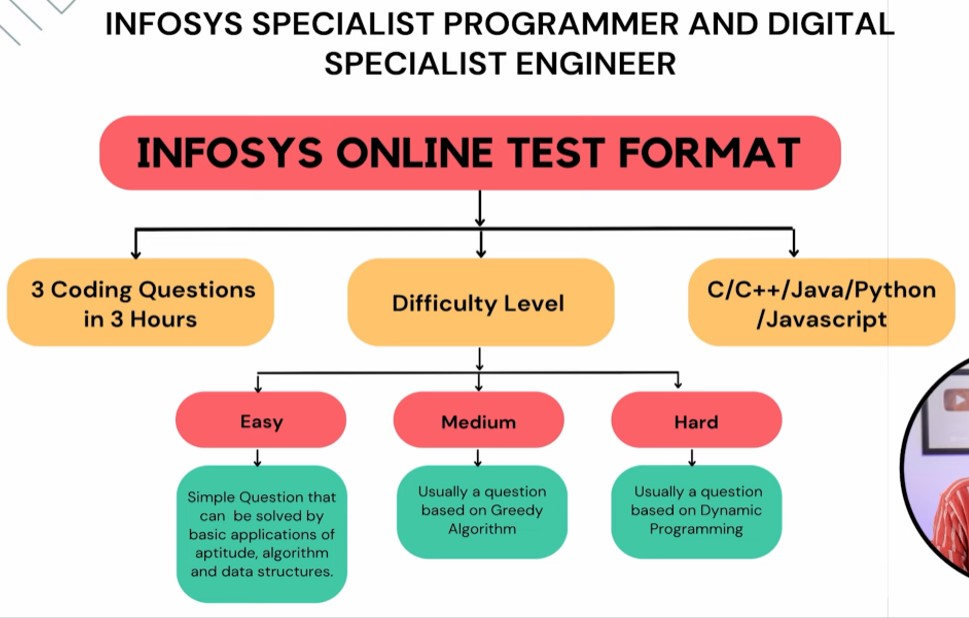 INFOSYS SPECIALIST PROGRAMMER AND DIGITAL
SPECIALIST ENGINEER
INFOSYS ONLINE TEST FORMAT
3 Coding Questions
in 3 Hours
Difficulty Level
C/C++/Java/Python
/Javascript
Easy
Medium
Hard
Simple Question that
can be solved by
basic applications of
aptitude, algorithm
and data structures.
Usually a question
based on Greedy
Algorithm
Usually a question
based on Dynamic
Programming